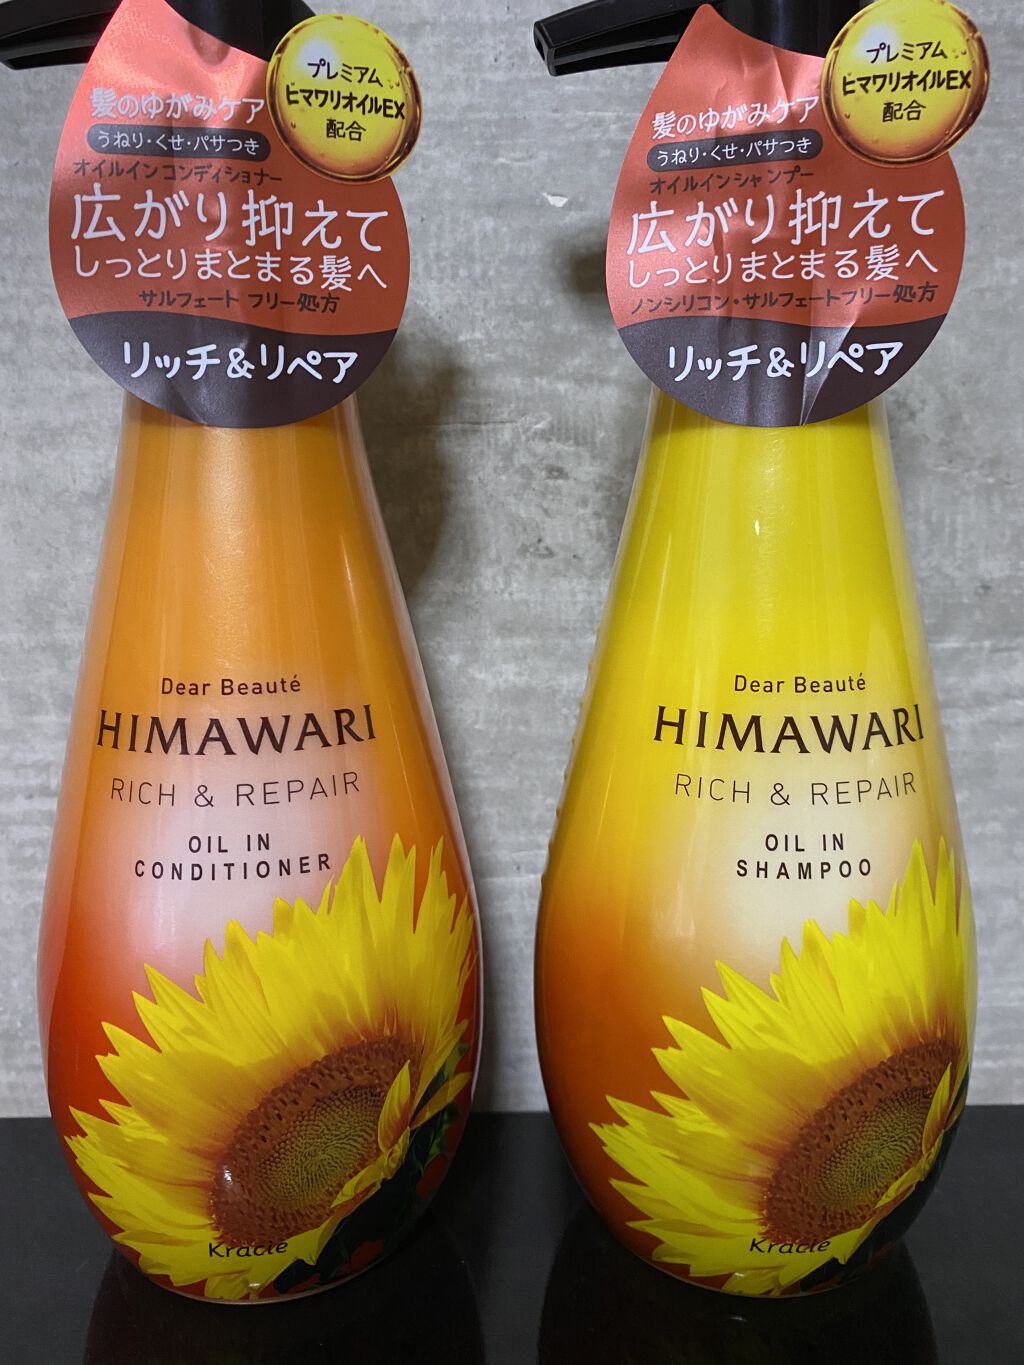 プレミアム
ヒマワリオイルEX
配合
髪のゆがみケア
うねり・くせ・パサつき
オイルイン コンディショナー
広がり抑えて
しっとりまとまる髪へ
サルフェート フリー処方
リッチ&リペア
Dear Beauté
HIMAWARI
RICH & REPAIR
OIL IN
CONDITIONER
Kracie
プレミアム
ヒマワリオイルEX
配合
髪のゆがみケア
うねり・くせ・パサつき
オイルインシャンプー
広がり抑えて
しっとりまとまる髪へ
ノンシリコン・サルフェートフリー処方
リッチ&リペア
Dear Beauté
HIMAWARI
RICH & REPAIR
OIL IN
SHAMPOO
Kracie